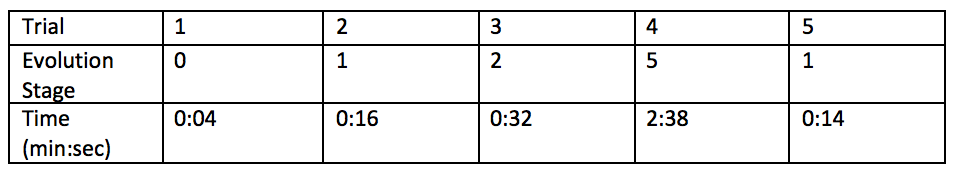 Trial 1 2 3 4 5
Evolution 0 1 2 5 1
Stage
Time 0:04 0:16 0:32 2:38 0:14
(min:sec)